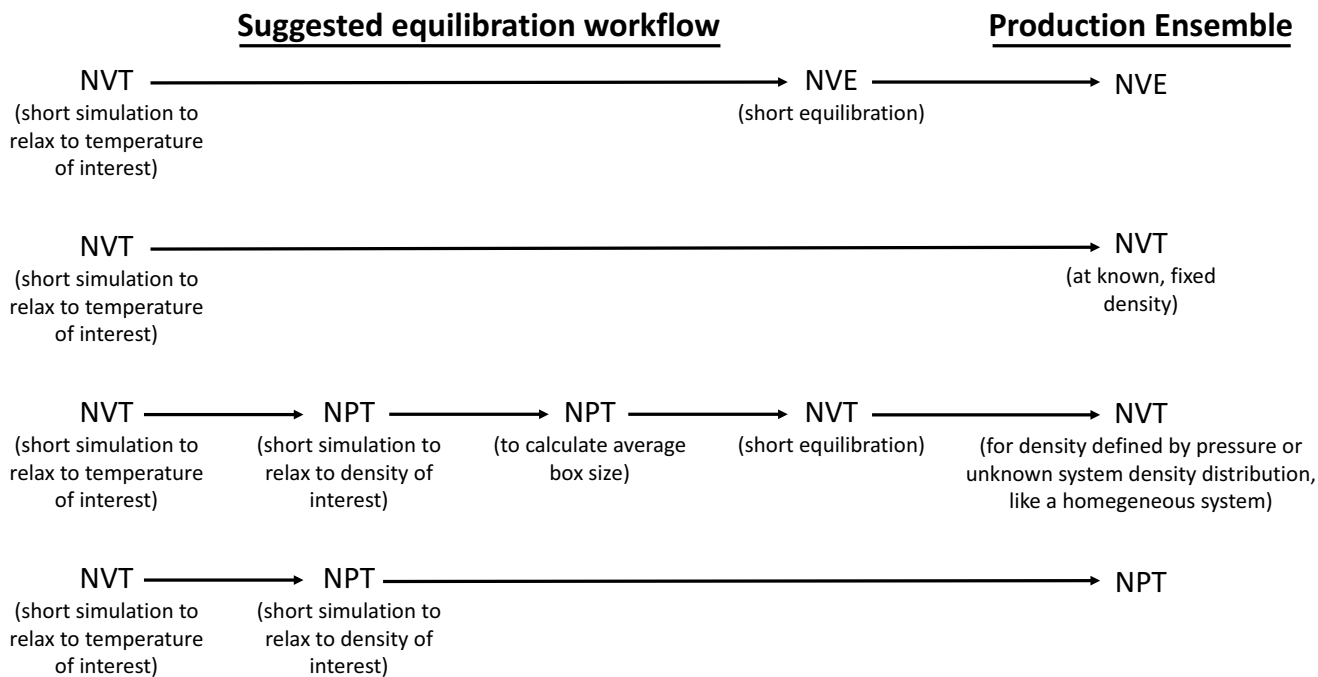 Suggested equilibration workflow
Production Ensemble
NVT
NVE
NVE
(short simulation to
relax to temperature
of interest)
(short equilibration)
NVT
NVT
(short simulation to
relax to temperature
of interest)
(at known, fixed
density)
NVT
NPT
NPT
NVT
NVT
(short simulation to
relax to temperature
of interest)
(short simulation to
relax to density of
interest)
(to calculate average
box size)
(short equilibration)
(for density defined by pressure or
unknown system density distribution,
like a homegeneous system)
NVT
NPT
NPT
(short simulation to
relax to temperature
of interest)
(short simulation to
relax to density of
interest)